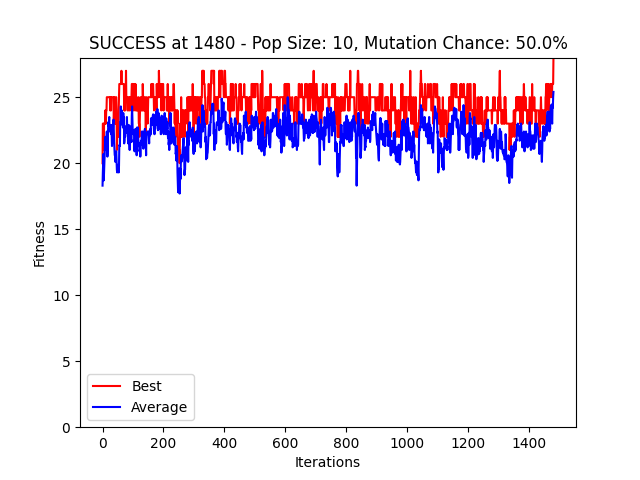 SUCCESS at 1480 - Pop Size: 10, Mutation Chance: 50.0%
25
20
15
10
5
0
Fitness
Best
Average
0 200 400 600 800 1000 1200 1400
Iterations